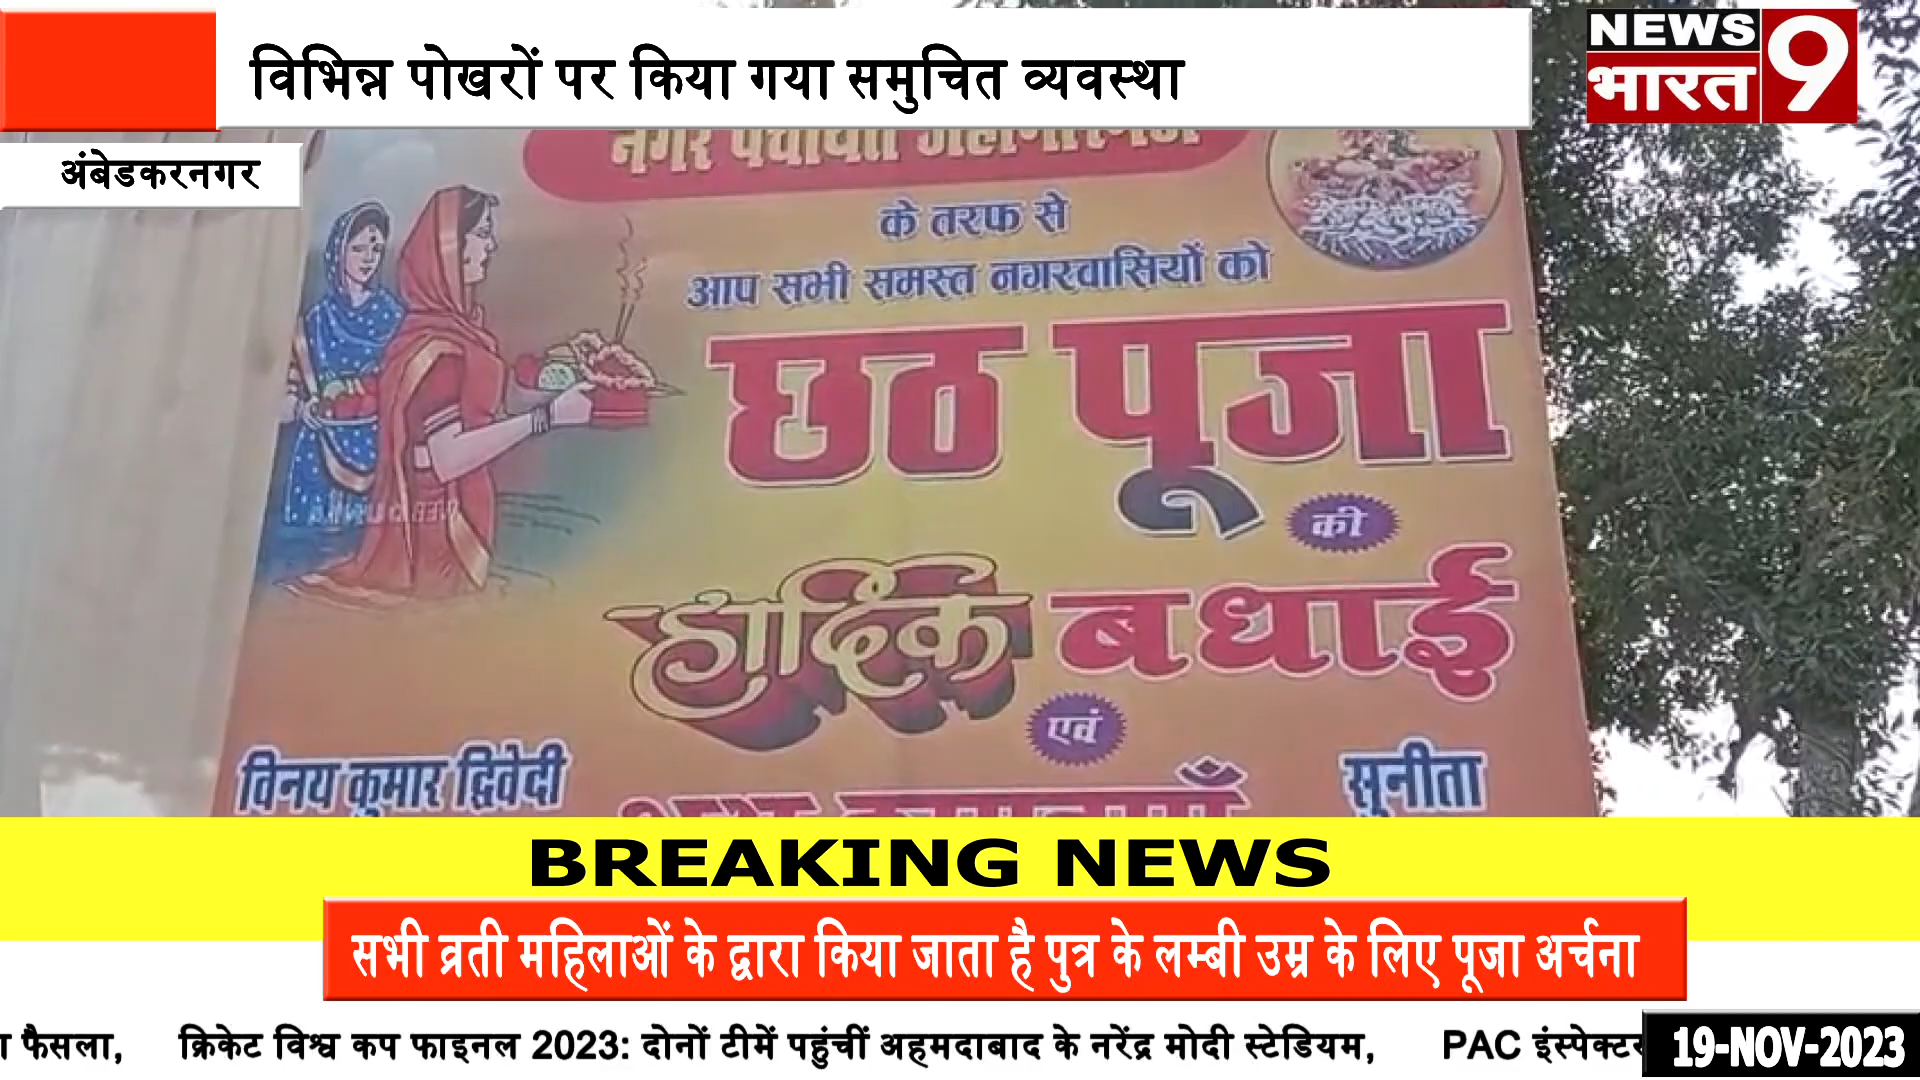 विभिन्न पोखरों पर किया गया समुचित व्यवस्था
NEWS
भारत 9
अंबेडकरनगर
नगर पंचायत
के तरफ से
आप सभी समस्त नगरवासियों को
छठ पूजा
की
हार्दिक बधाई
एवं
विनय कुमार द्विवेदी
सुनीता
BREAKING NEWS
सभी व्रती महिलाओं के द्वारा किया जाता है पुत्र के लम्बी उम्र के लिए पूजा अर्चना
फैसला, क्रिकेट विश्व कप फाइनल 2023: दोनों टीमें पहुंचीं अहमदाबाद के नरेंद्र मोदी स्टेडियम, PAC इंस्पेक्टर
19-NOV-2023